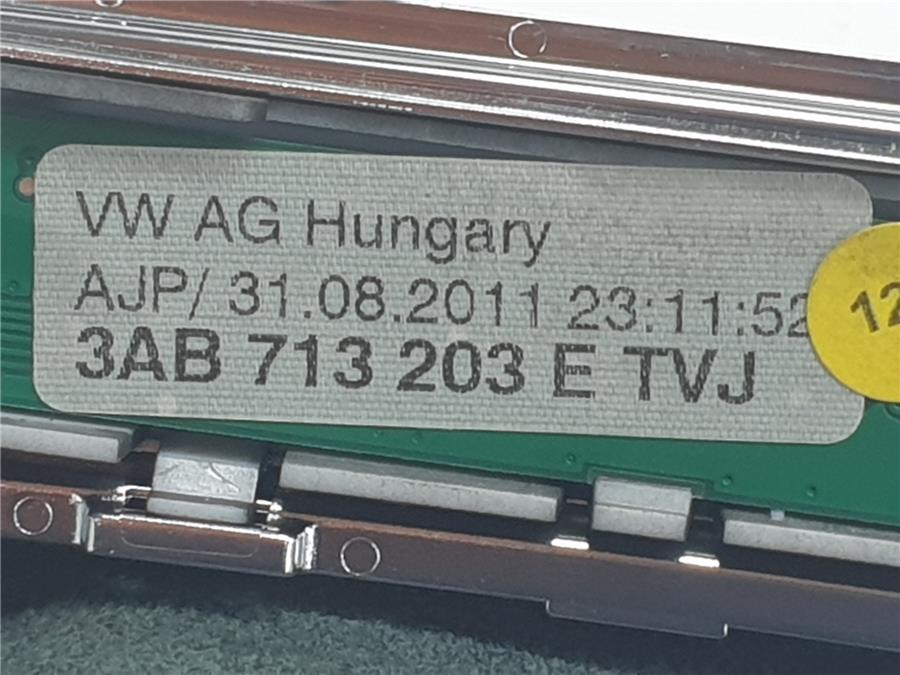 VW AG Hungary
AJP/ 31.08.2011 23:11:52
3AB 713 203 E TVJ
12